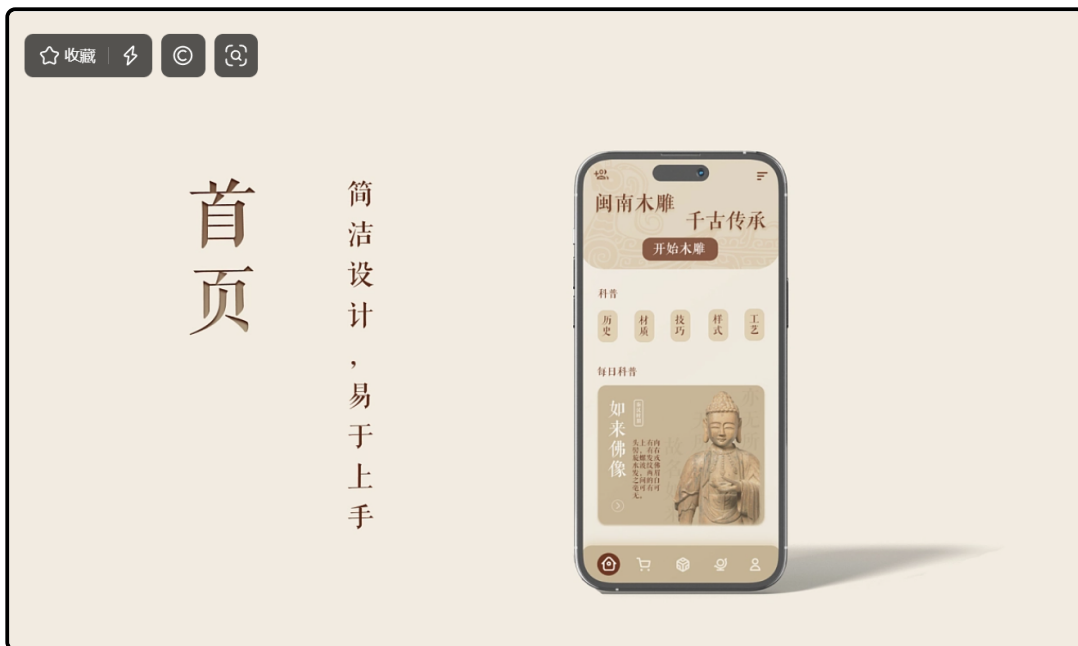 收藏
首页
简洁设计，易于上手
闽南木雕
千古传承
开始木雕
科普
历史
材质
技巧
样式
工艺
每日科普
如来佛像